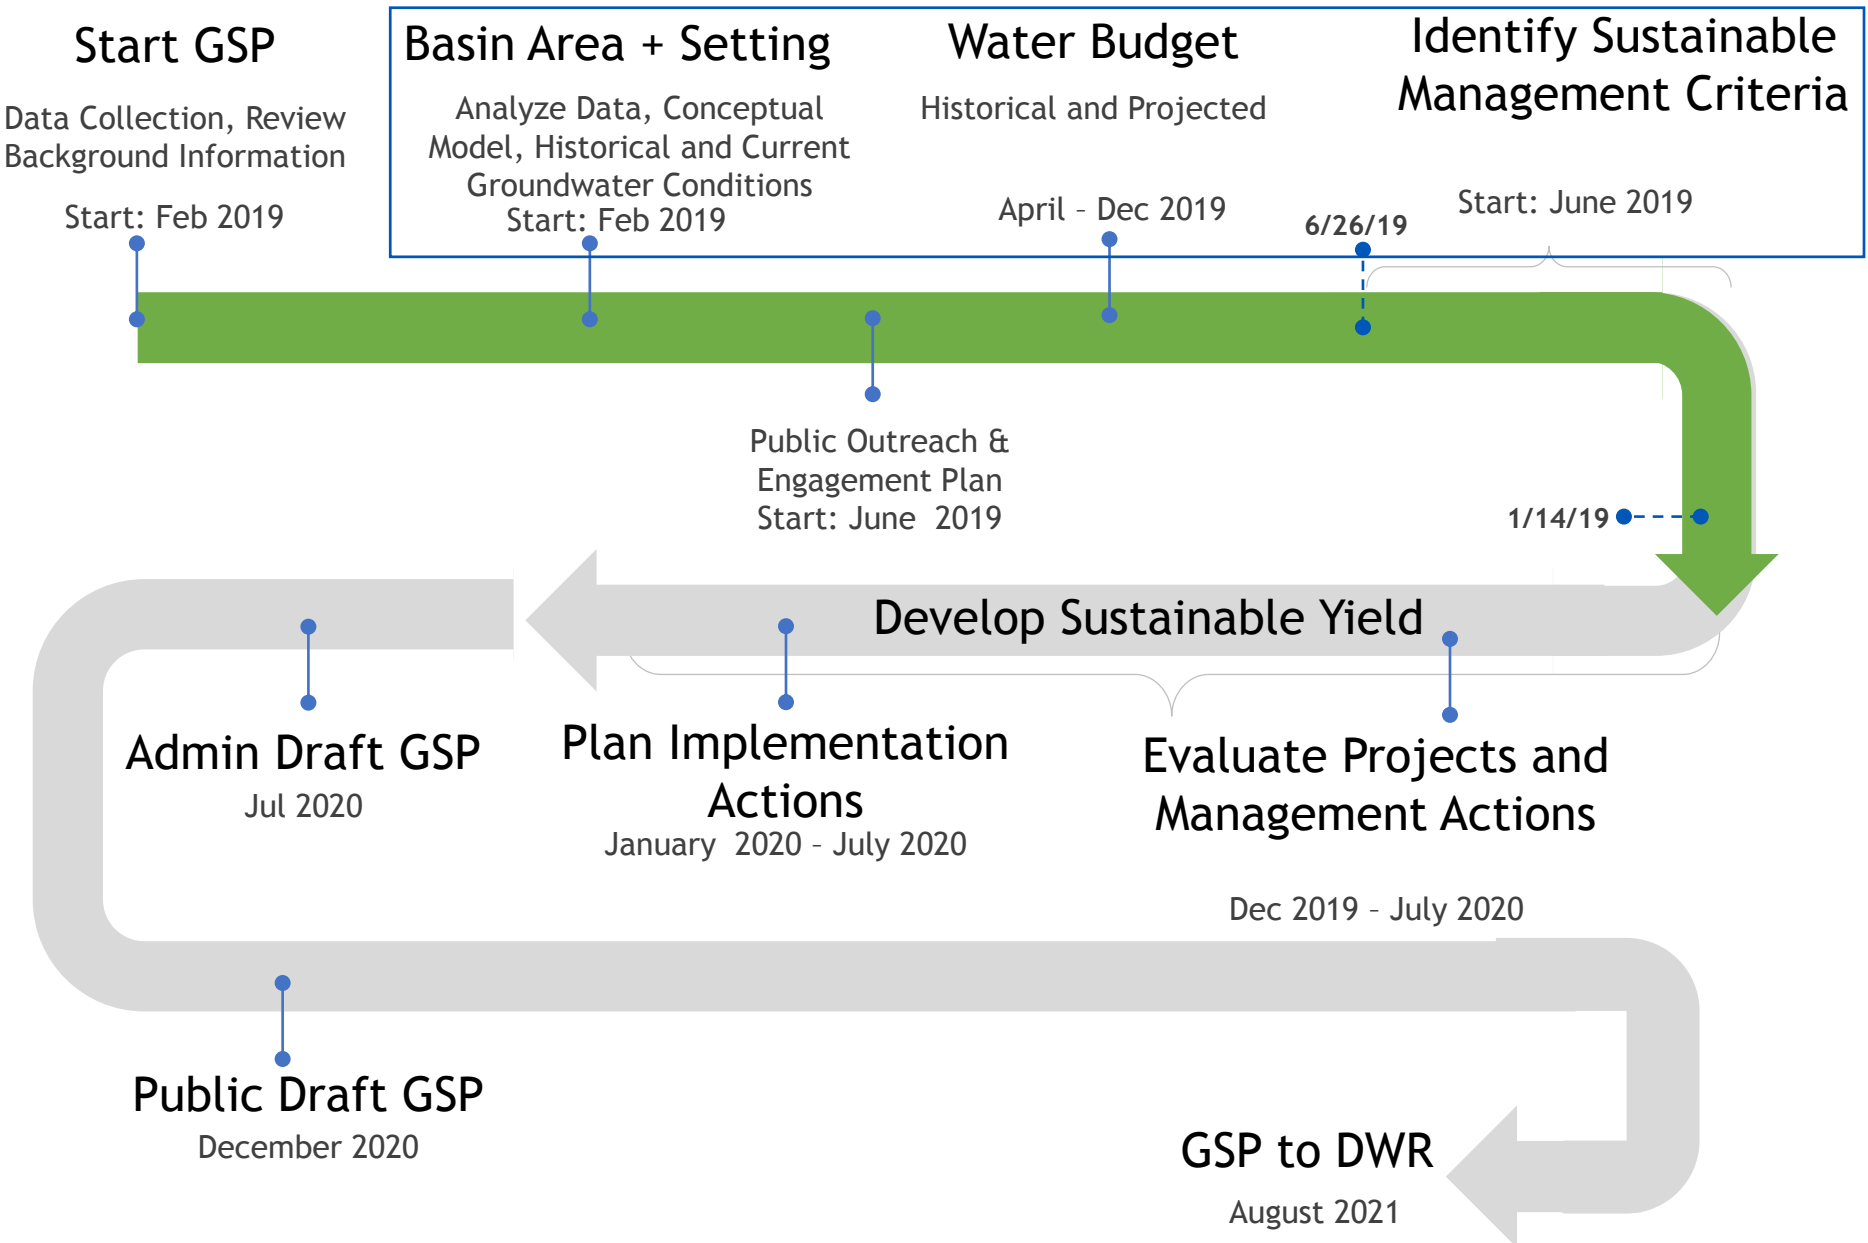 Start GSP
Data Collection, Review
Background Information
Start: Feb 2019
Basin Area + Setting
Analyze Data, Conceptual
Model, Historical and Current
Groundwater Conditions
Start: Feb 2019
Water Budget
Historical and Projected
April – Dec 2019
6/26/19
Identify Sustainable
Management Criteria
Start: June 2019
Public Outreach &
Engagement Plan
Start: June  2019
1/14/19
Develop Sustainable Yield
Admin Draft GSP
Jul 2020
Plan Implementation
Actions
January  2020 – July 2020
Evaluate Projects and
Management Actions
Dec 2019 – July 2020
Public Draft GSP
December 2020
GSP to DWR
August 2021